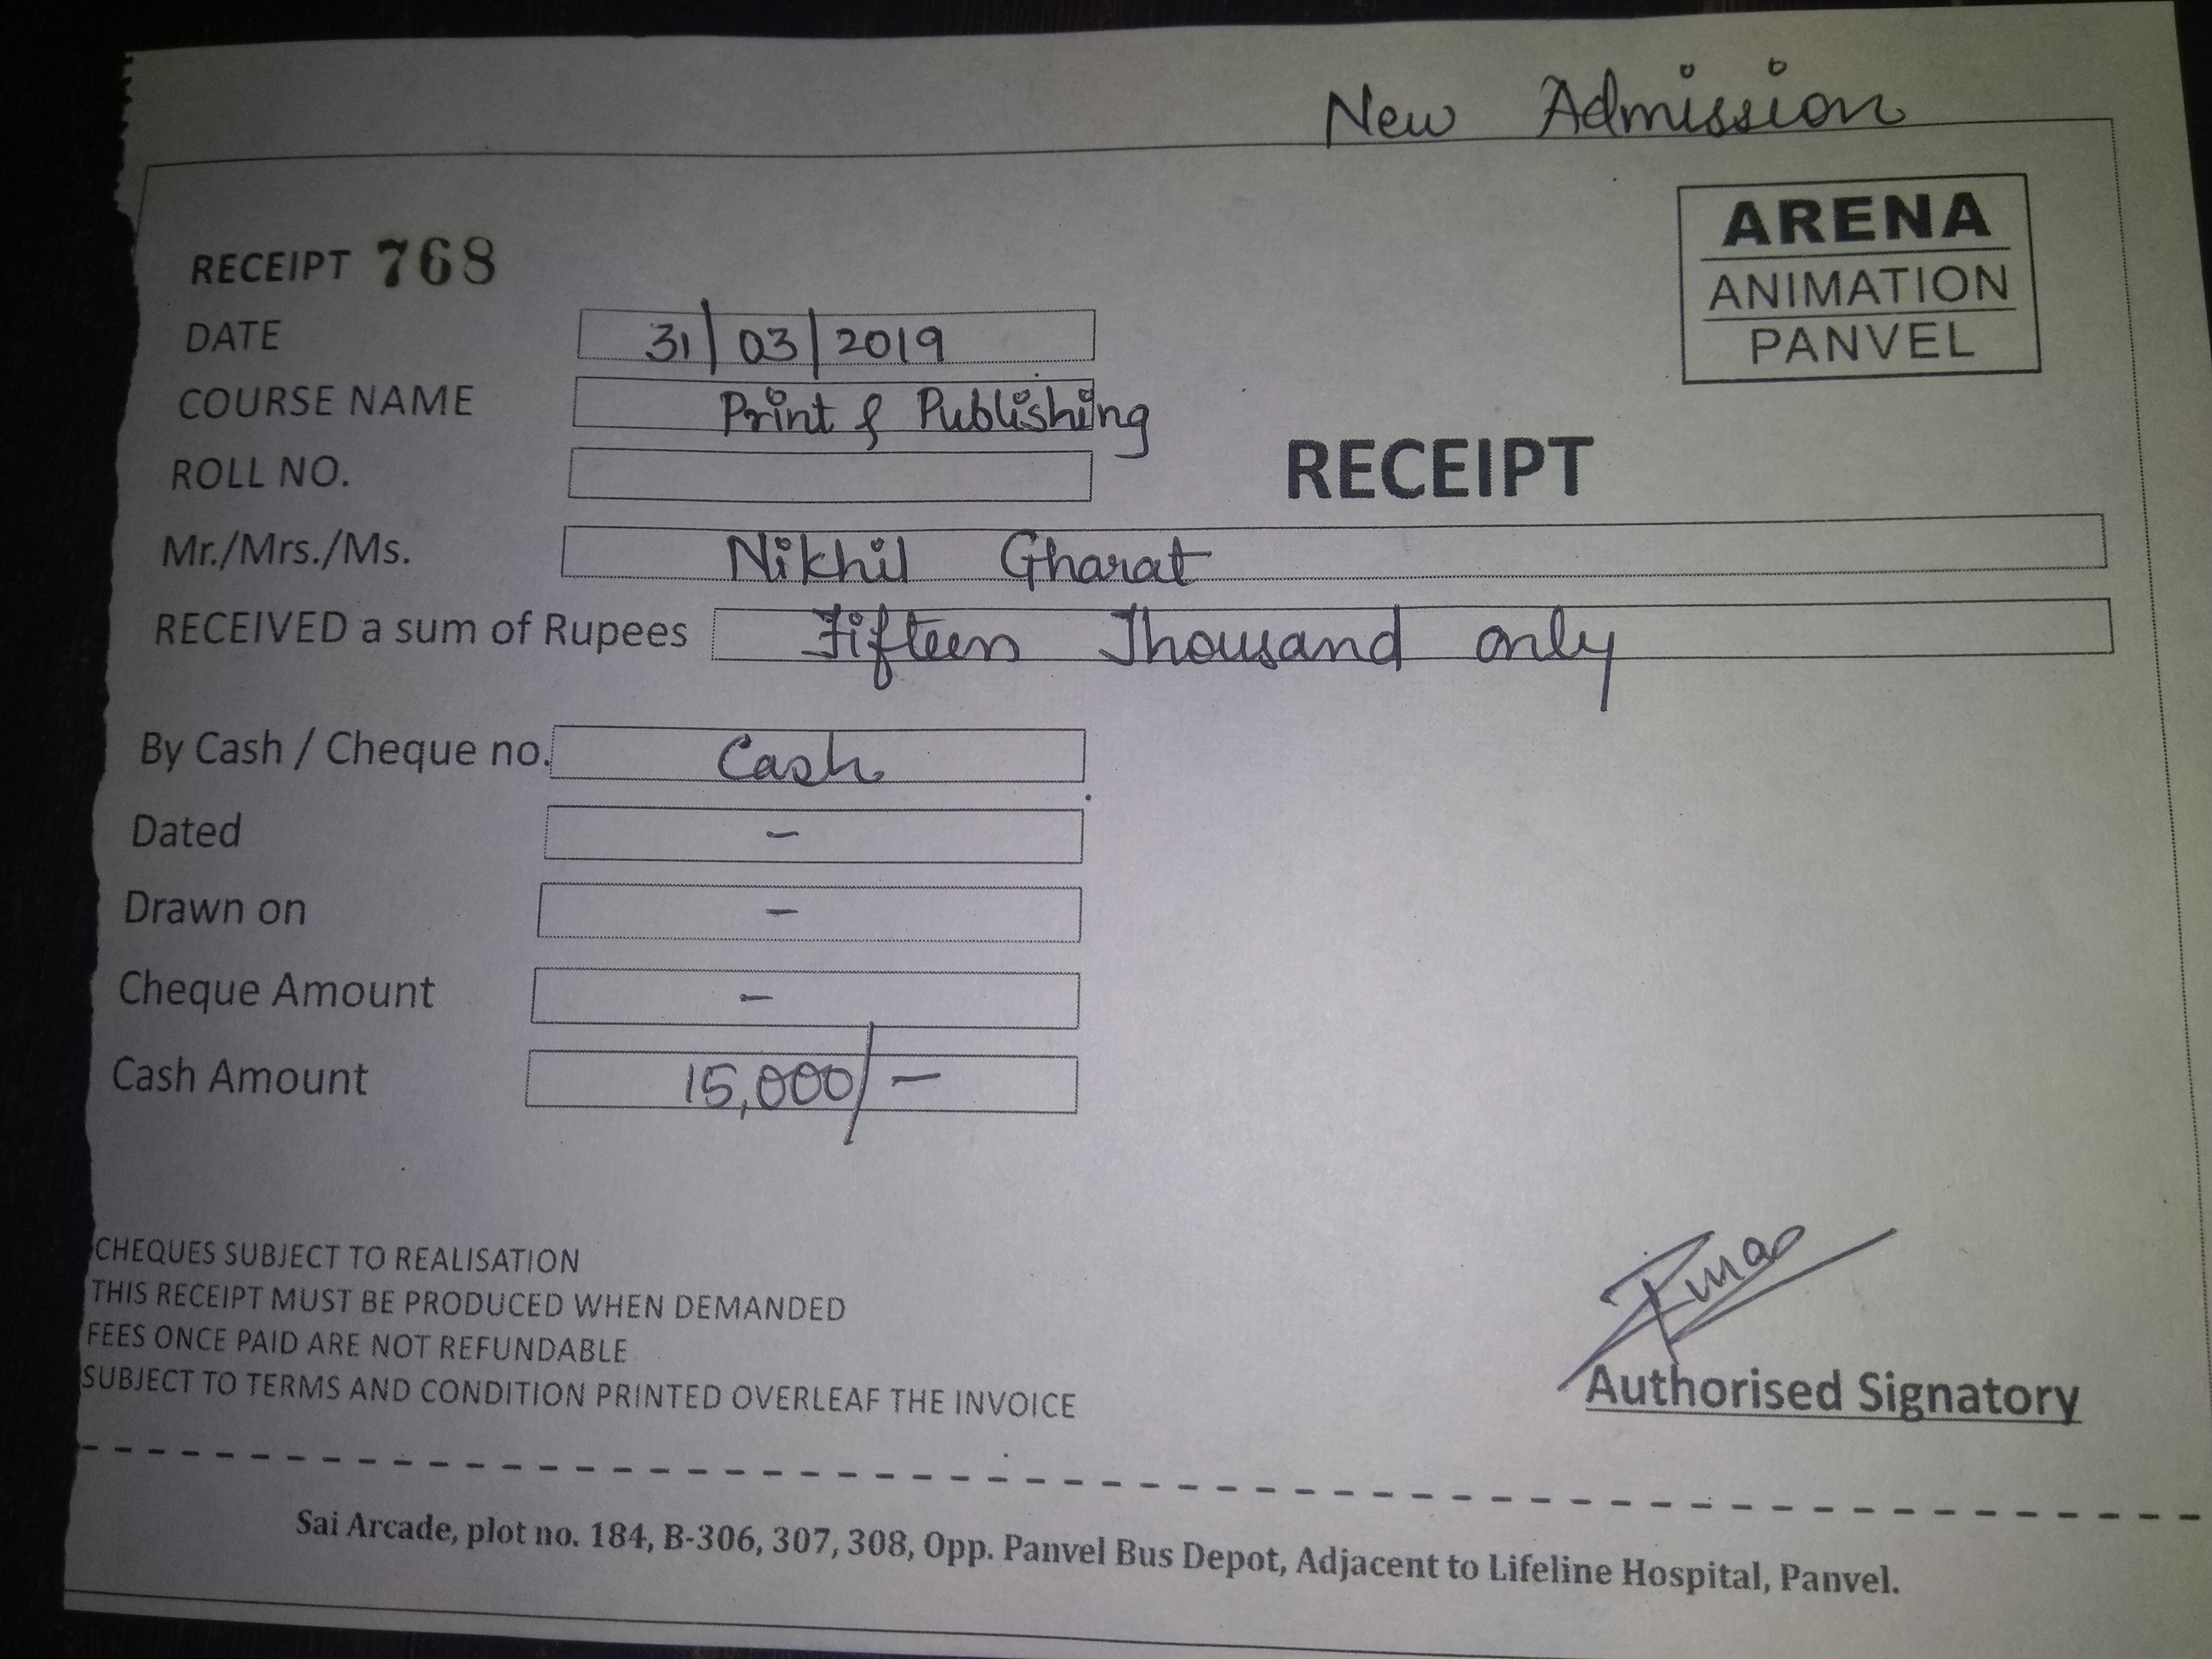 New Admission
ARENA
ANIMATION
PANVEL
RECEIPT 768
DATE 31/03/2019
COURSE NAME Print & Publishing
ROLL NO.
RECEIPT
Mr./Mrs./Ms. Nikhil Gharat
RECEIVED a sum of Rupees Fifteen Thousand only
By Cash / Cheque no. Cash
Dated –
Drawn on –
Cheque Amount –
Cash Amount 15,000/–
CHEQUES SUBJECT TO REALISATION
THIS RECEIPT MUST BE PRODUCED WHEN DEMANDED
FEES ONCE PAID ARE NOT REFUNDABLE
SUBJECT TO TERMS AND CONDITION PRINTED OVERLEAF THE INVOICE
Authorised Signatory
Sai Arcade, plot no. 184, B-306, 307, 308, Opp. Panvel Bus Depot, Adjacent to Lifeline Hospital, Panvel.